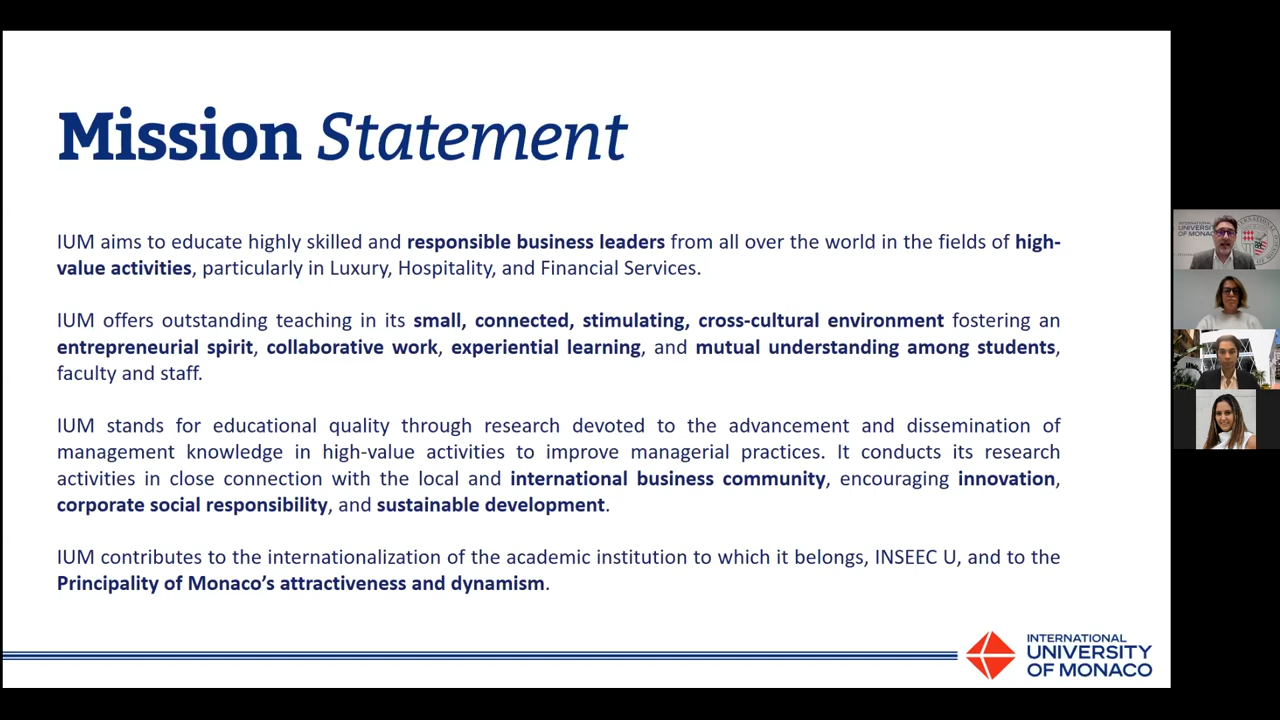 Mission Statement
IUM aims to educate highly skilled and responsible business leaders from all over the world in the fields of high-
value activities, particularly in Luxury, Hospitality, and Financial Services.
IUM offers outstanding teaching in its small, connected, stimulating, cross-cultural environment fostering an
entrepreneurial spirit, collaborative work, experiential learning, and mutual understanding among students,
faculty and staff.
IUM stands for educational quality through research devoted to the advancement and dissemination of
management knowledge in high-value activities to improve managerial practices. It conducts its research
activities in close connection with the local and international business community, encouraging innovation,
corporate social responsibility, and sustainable development.
IUM contributes to the internationalization of the academic institution to which it belongs, INSEEC U, and to the
Principality of Monaco’s attractiveness and dynamism.
INTERNATIONAL
UNIVERSITY
OF MONACO